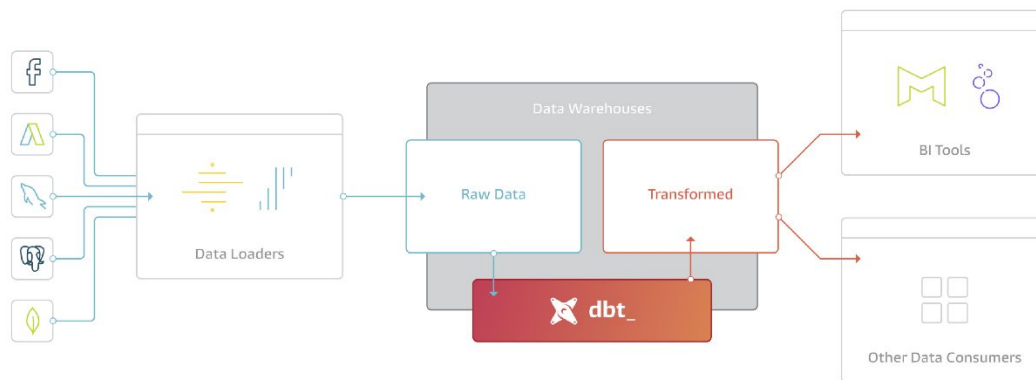 Data Loaders
Data Warehouses
Raw Data
Transformed
dbt_
BI Tools
Other Data Consumers